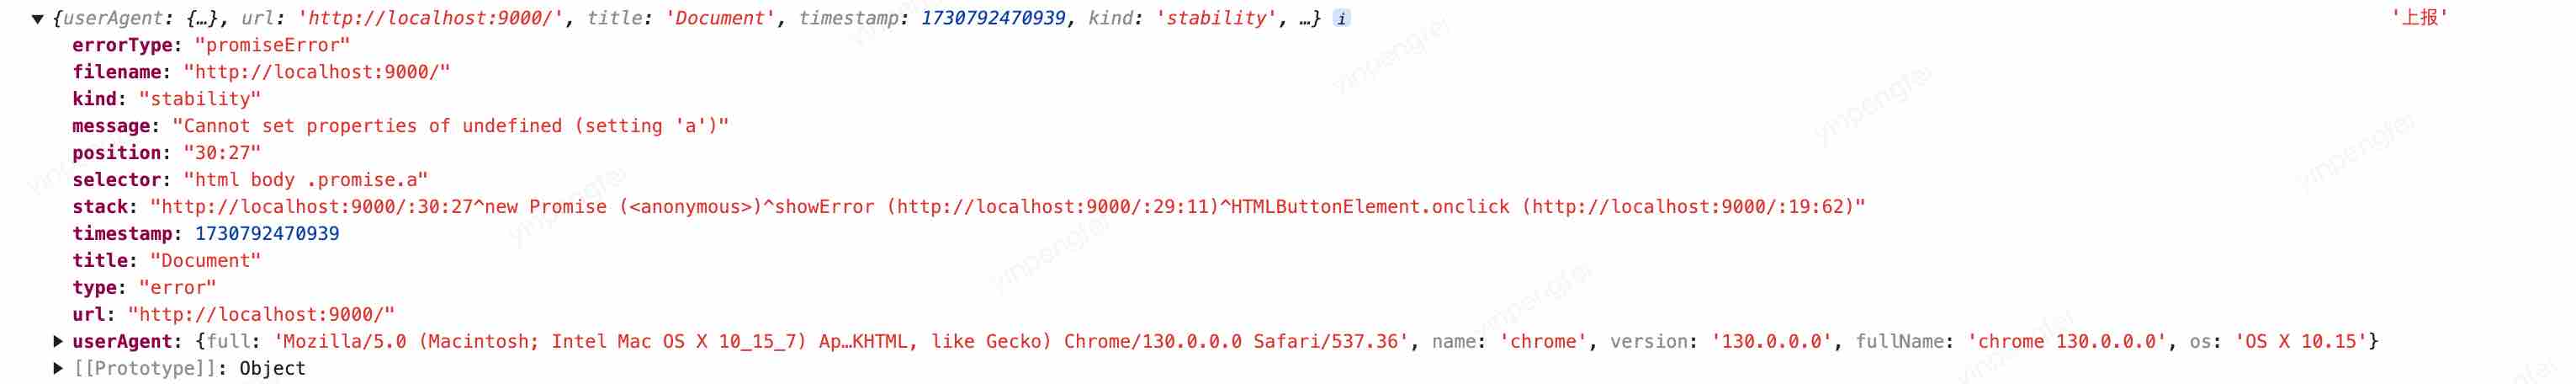 ▼ {userAgent: {…}, url: 'http://localhost:9000/', title: 'Document', timestamp: 1730792470939, kind: 'stability', …} i '上报'
errorType: "promiseError"
filename: "http://localhost:9000/"
kind: "stability"
message: "Cannot set properties of undefined (setting 'a')"
position: "30:27"
selector: "html body .promise.a"
stack: "http://localhost:9000/:30:27^new Promise (<anonymous>)^showError (http://localhost:9000/:29:11)^HTMLButtonElement.onclick (http://localhost:9000/:19:62)"
timestamp: 1730792470939
title: "Document"
type: "error"
url: "http://localhost:9000/"
▶ userAgent: {full: 'Mozilla/5.0 (Macintosh; Intel Mac OS X 10_15_7) Ap…KHTML, like Gecko) Chrome/130.0.0.0 Safari/537.36', name: 'chrome', version: '130.0.0.0', fullName: 'chrome 130.0.0.0', os: 'OS X 10.15'}
▶ [[Prototype]]: Object
yinpengfei